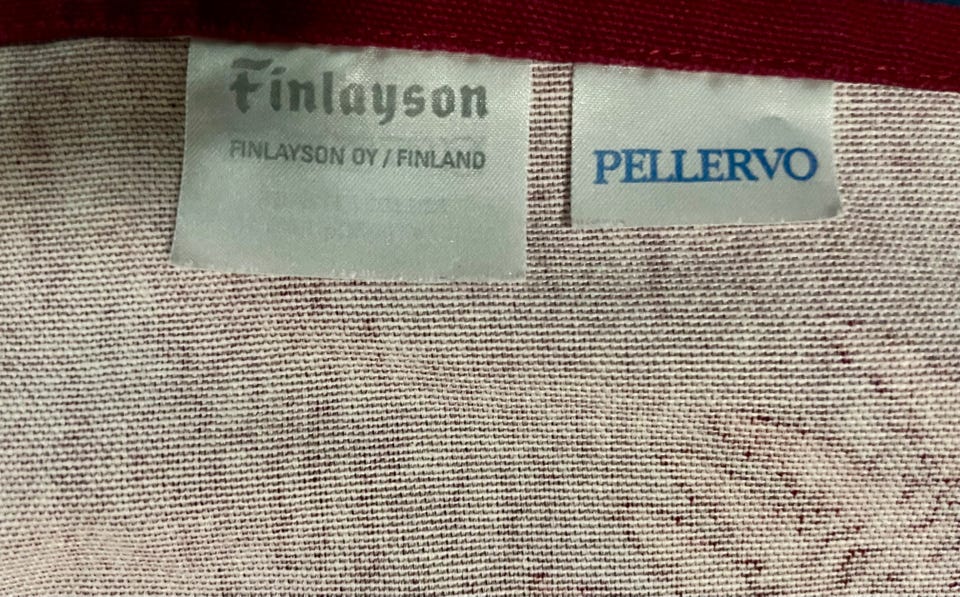 Finlayson
FINLAYSON OY / FINLAND
PELLERVO